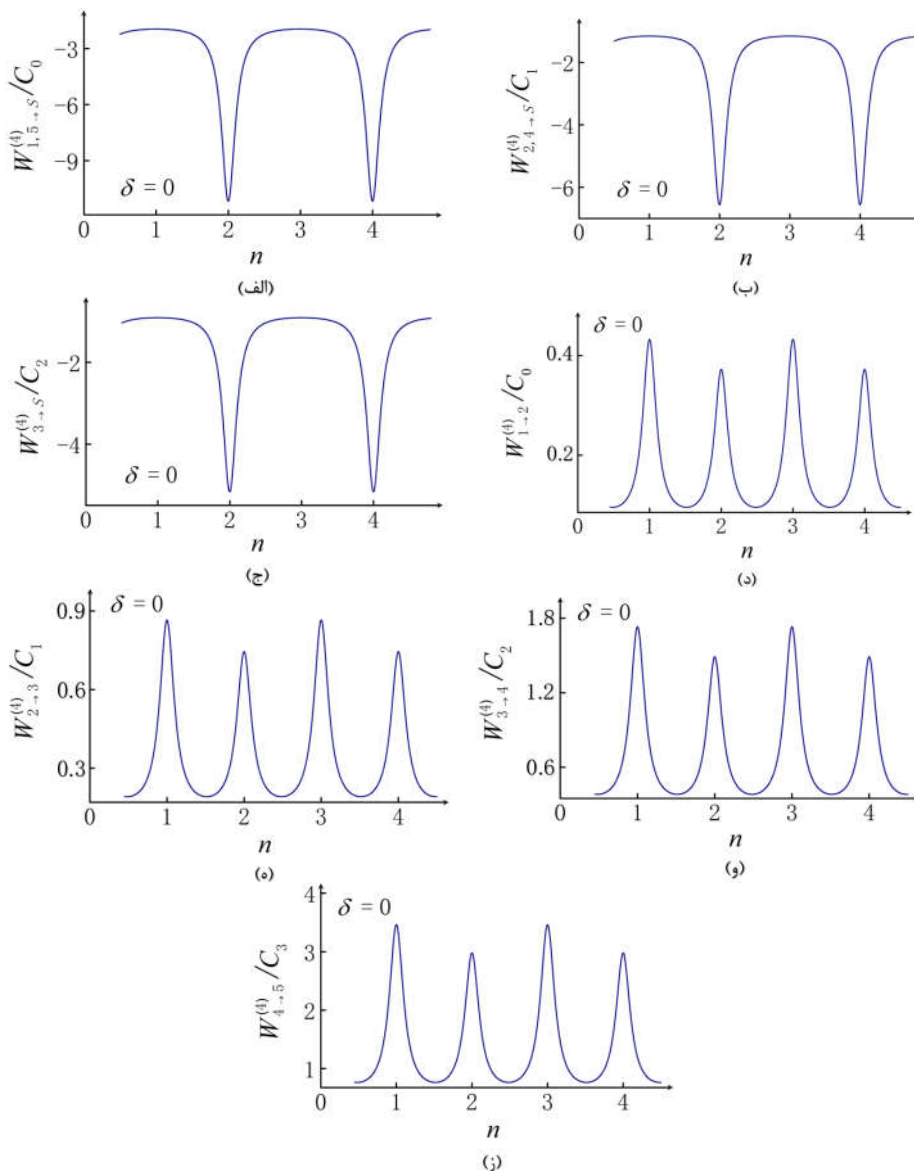 W^{(4)}_{1,5→S}/C_0
-3
-6
-9
δ = 0
0 1 2 3 4
n
(الف)
W^{(4)}_{2,4→S}/C_1
-2
-4
-6
δ = 0
0 1 2 3 4
n
(ب)
W^{(4)}_{3→S}/C_2
-2
-4
δ = 0
0 1 2 3 4
n
(ج)
W^{(4)}_{1→2}/C_0
δ = 0
0.4
0.2
0 1 2 3 4
n
(د)
W^{(4)}_{2→3}/C_1
δ = 0
0.9
0.6
0.3
0 1 2 3 4
n
(ه)
W^{(4)}_{3→4}/C_2
δ = 0
1.8
1.2
0.6
0 1 2 3 4
n
(و)
W^{(4)}_{4→5}/C_3
δ = 0
4
3
2
1
0 1 2 3 4
n
(ز)